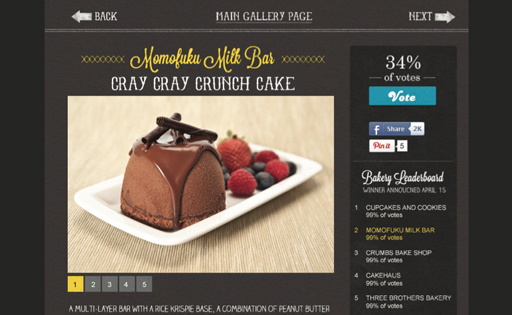 BACK
MAIN GALLERY PAGE
NEXT
Momofuku Milk Bar
CRAY CRAY CRUNCH CAKE
34%
of votes
Vote
f Share 2K
Pin it 5
Bakery Leaderboard
WINNER ANNOUCNED APRIL 15
1 CUPCAKES AND COOKIES
99% of votes
2 MOMOFUKU MILK BAR
99% of votes
3 CRUMBS BAKE SHOP
99% of votes
4 CAKEHAUS
99% of votes
5 THREE BROTHERS BAKERY
99% of votes
1 2 3 4 5
A MULTI-LAYER BAR WITH A RICE KRISPIE BASE, A COMBINATION OF PEANUT BUTTER